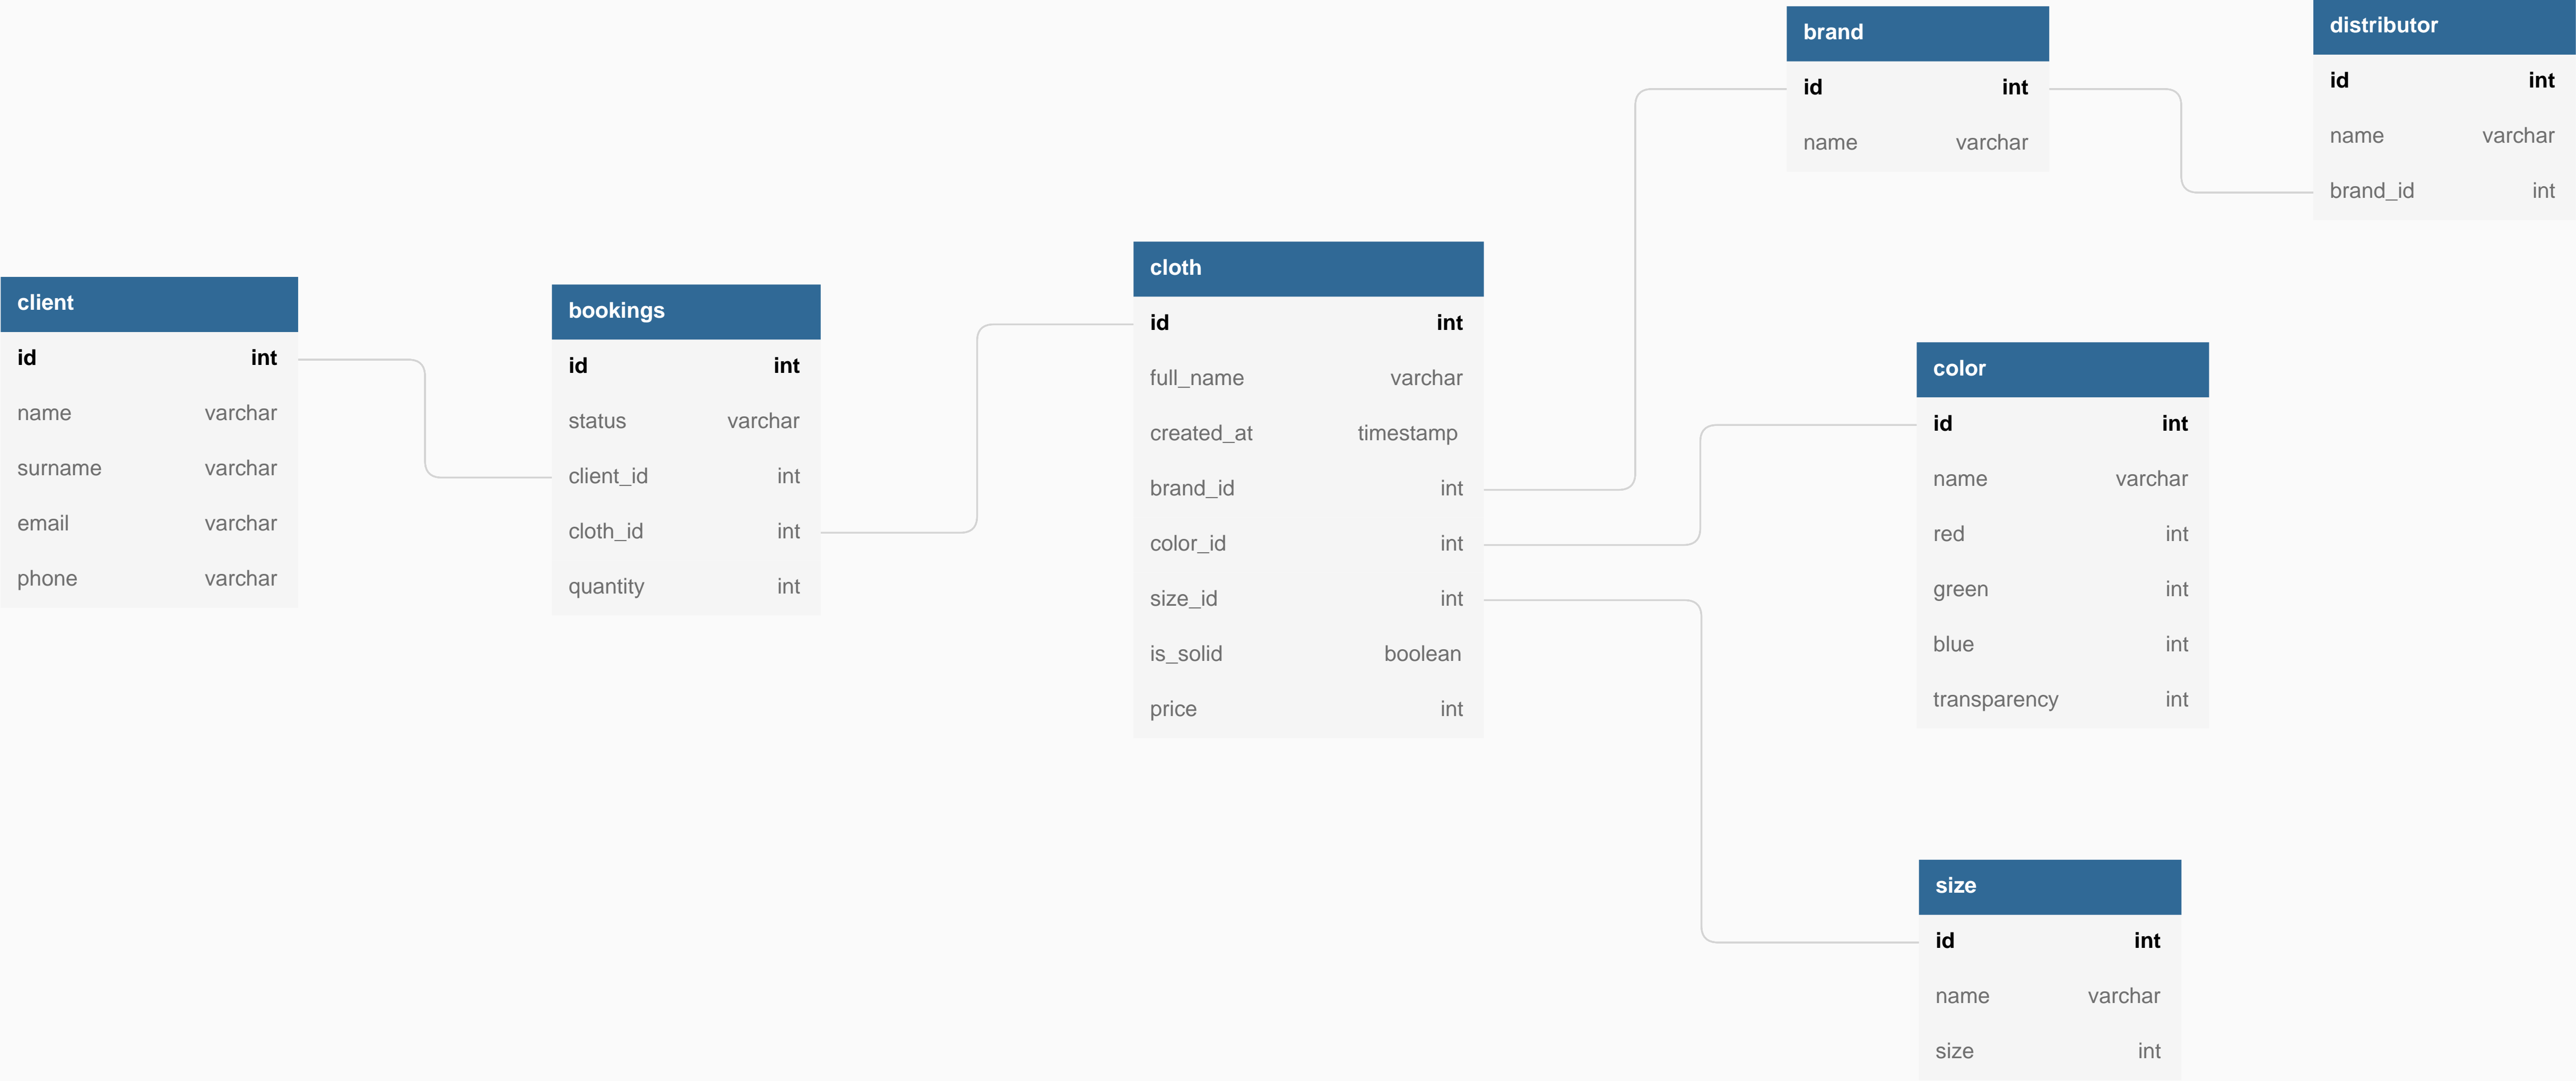 client
id int
name varchar
surname varchar
email varchar
phone varchar
bookings
id int
status varchar
client_id int
cloth_id int
quantity int
cloth
id int
full_name varchar
created_at timestamp
brand_id int
color_id int
size_id int
is_solid boolean
price int
brand
id int
name varchar
distributor
id int
name varchar
brand_id int
color
id int
name varchar
red int
green int
blue int
transparency int
size
id int
name varchar
size int